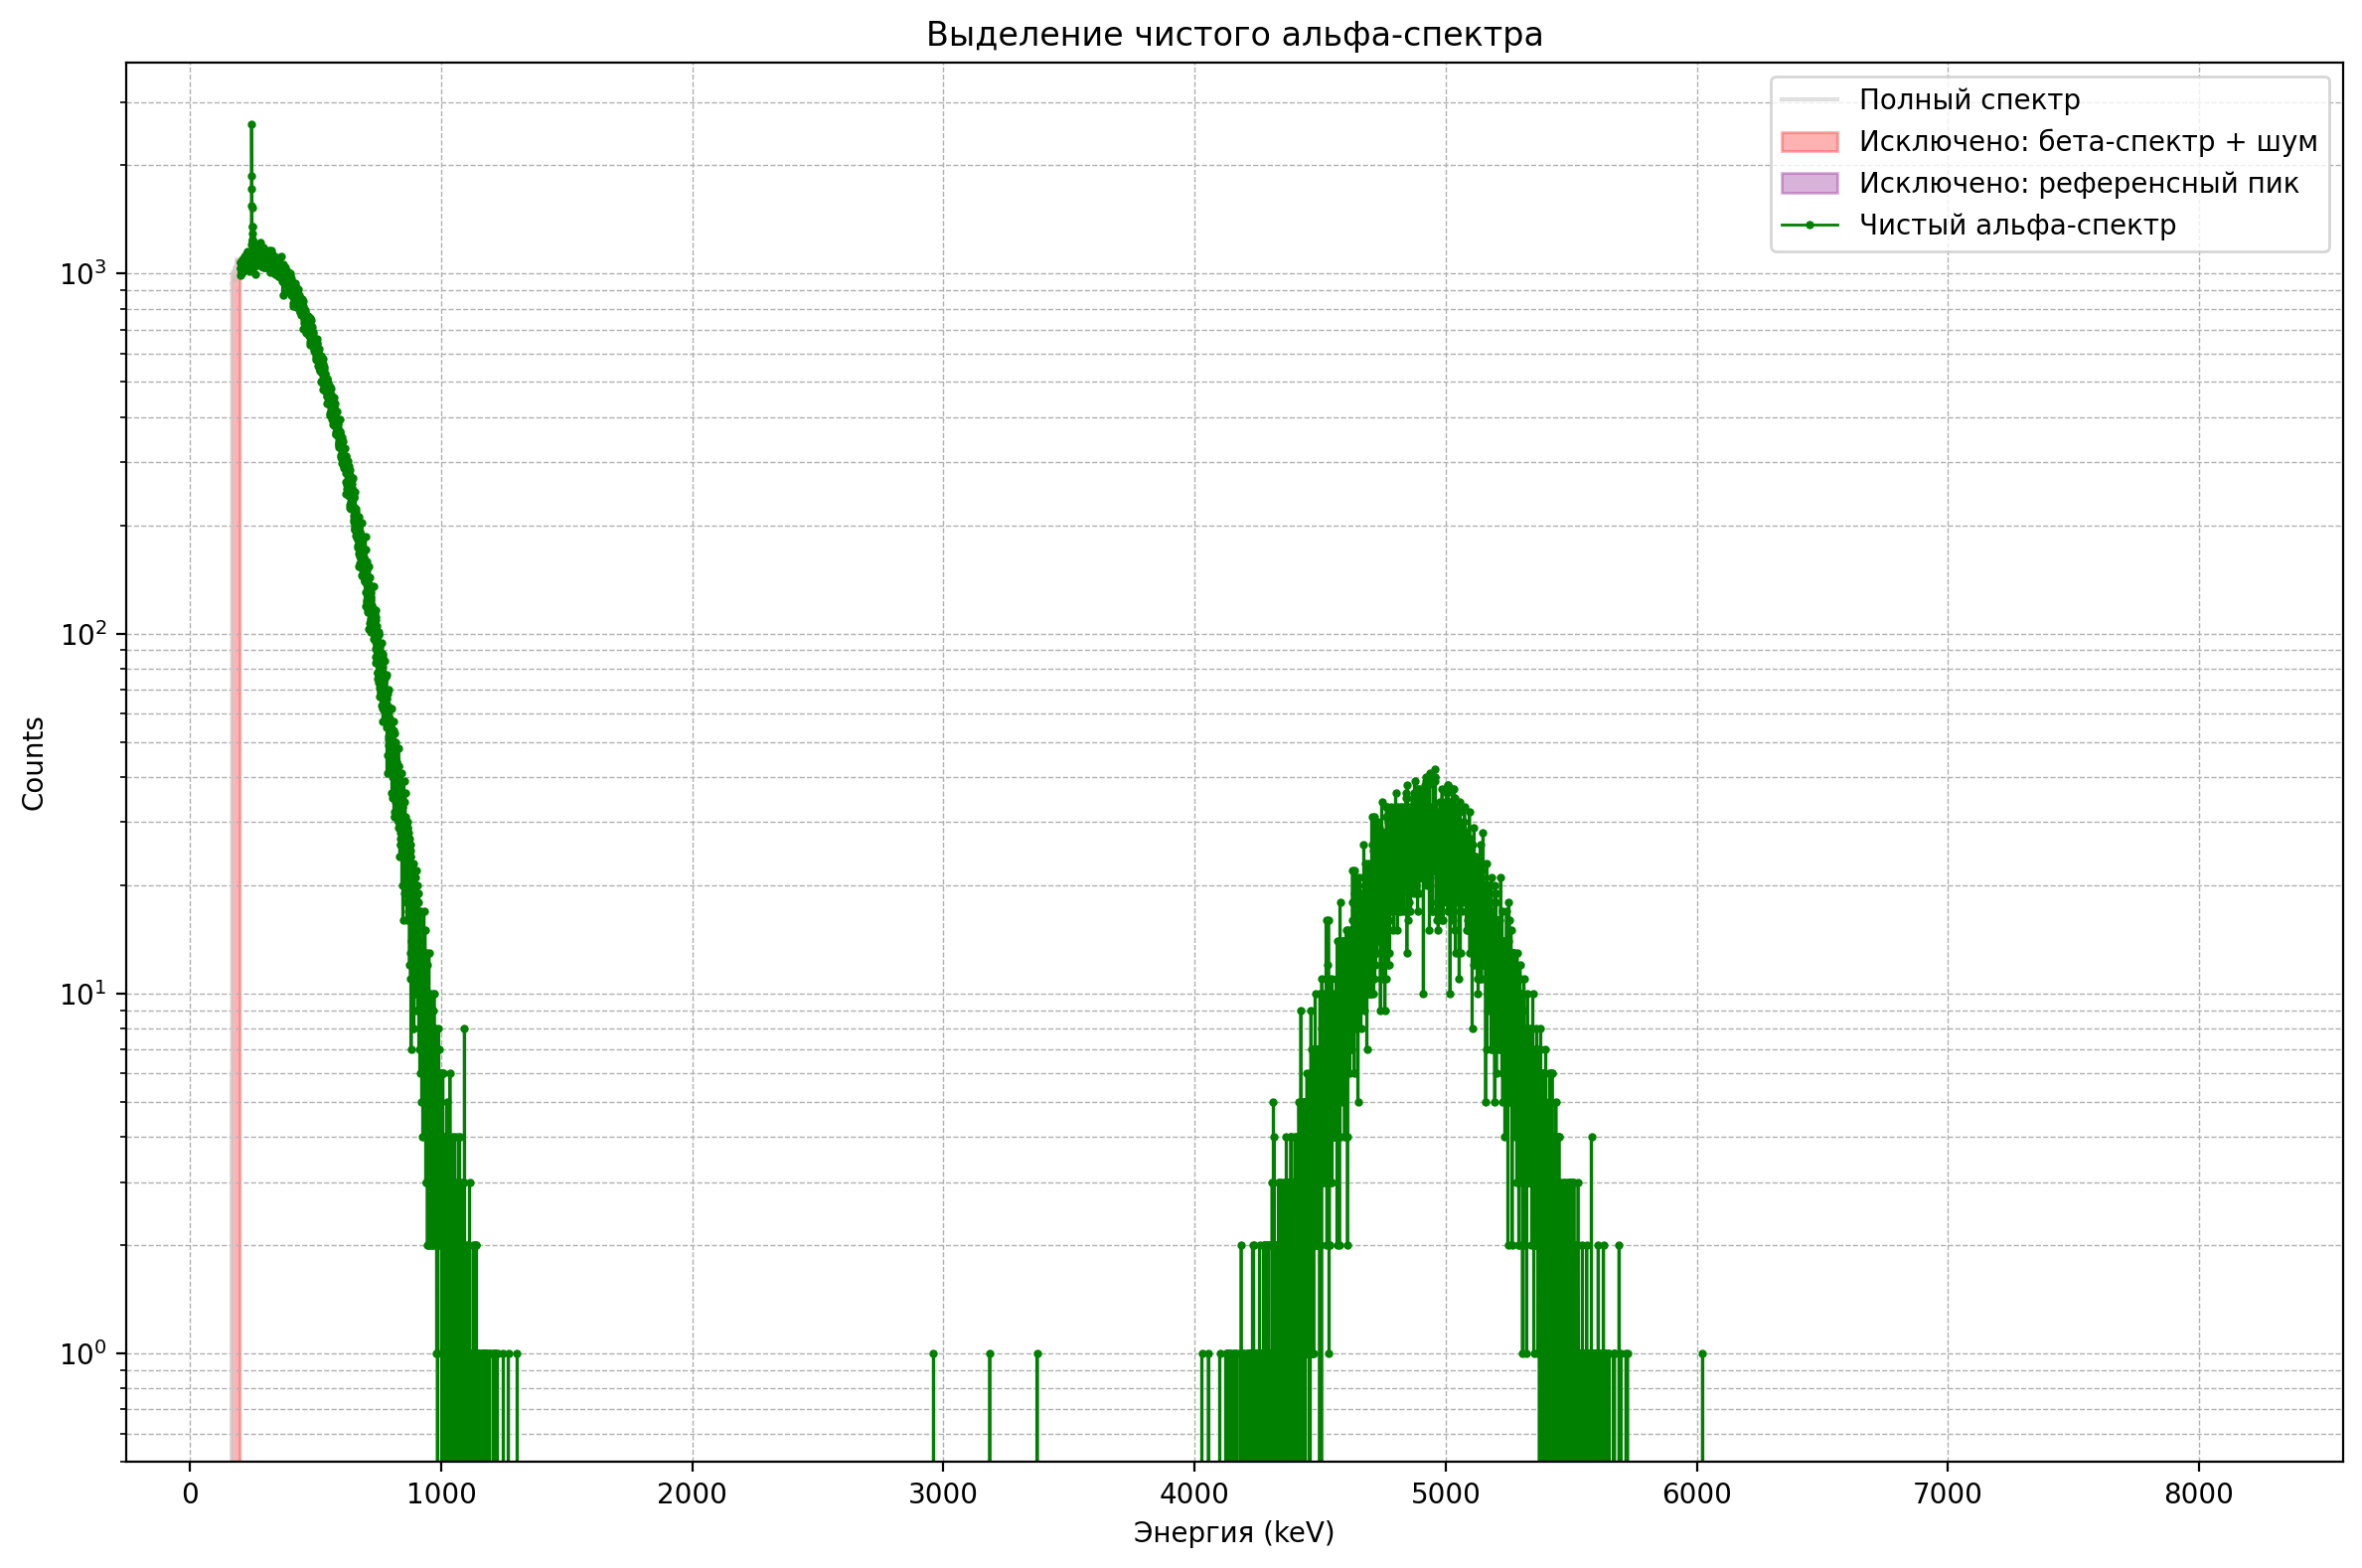 Выделение чистого альфа-спектра
Полный спектр
Исключено: бета-спектр + шум
Исключено: референсный пик
Чистый альфа-спектр
Counts
10³
10²
10¹
10⁰
0 1000 2000 3000 4000 5000 6000 7000 8000
Энергия (keV)